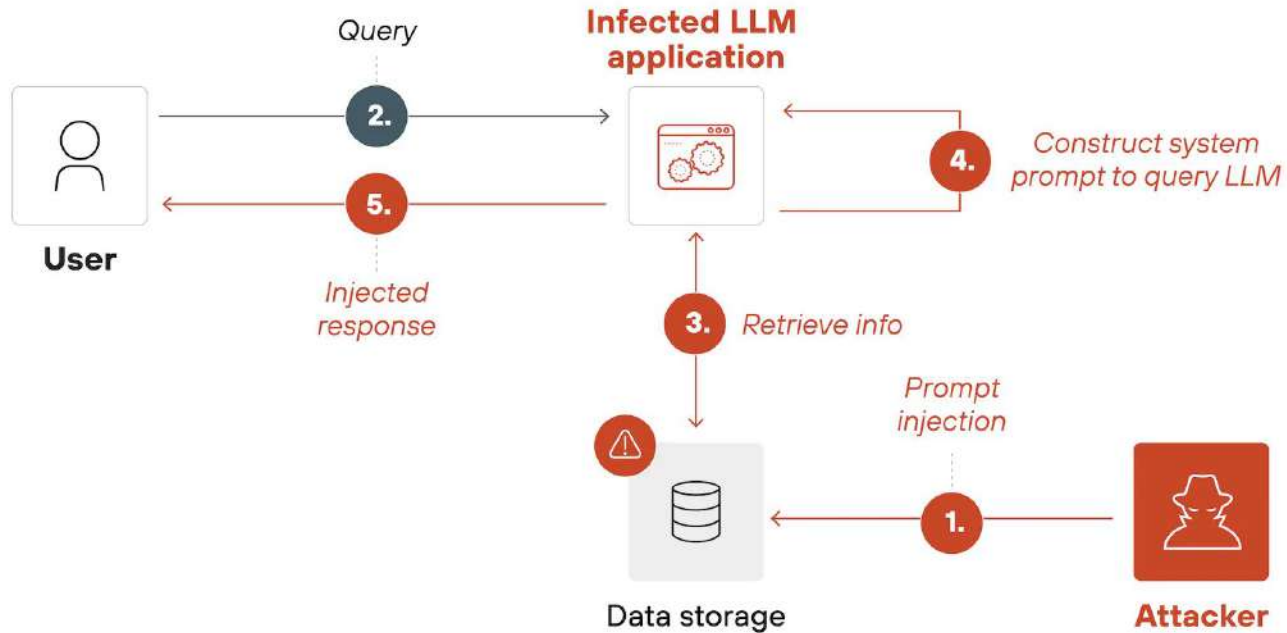 Query
Infected LLM
application
2.
4.
Construct system
prompt to query LLM
5.
User
Injected
response
3.
Retrieve info
Prompt
injection
1.
Data storage
Attacker